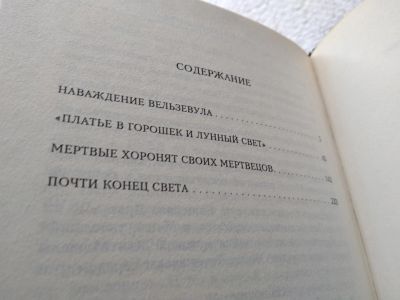 СОДЕРЖАНИЕ
НАВАЖДЕНИЕ ВЕЛЬЗЕВУЛА
«ПЛАТЬЕ В ГОРОШЕК И ЛУННЫЙ СВЕТ»
МЕРТВЫЕ ХОРОНЯТ СВОИХ МЕРТВЕЦОВ
ПОЧТИ КОНЕЦ СВЕТА